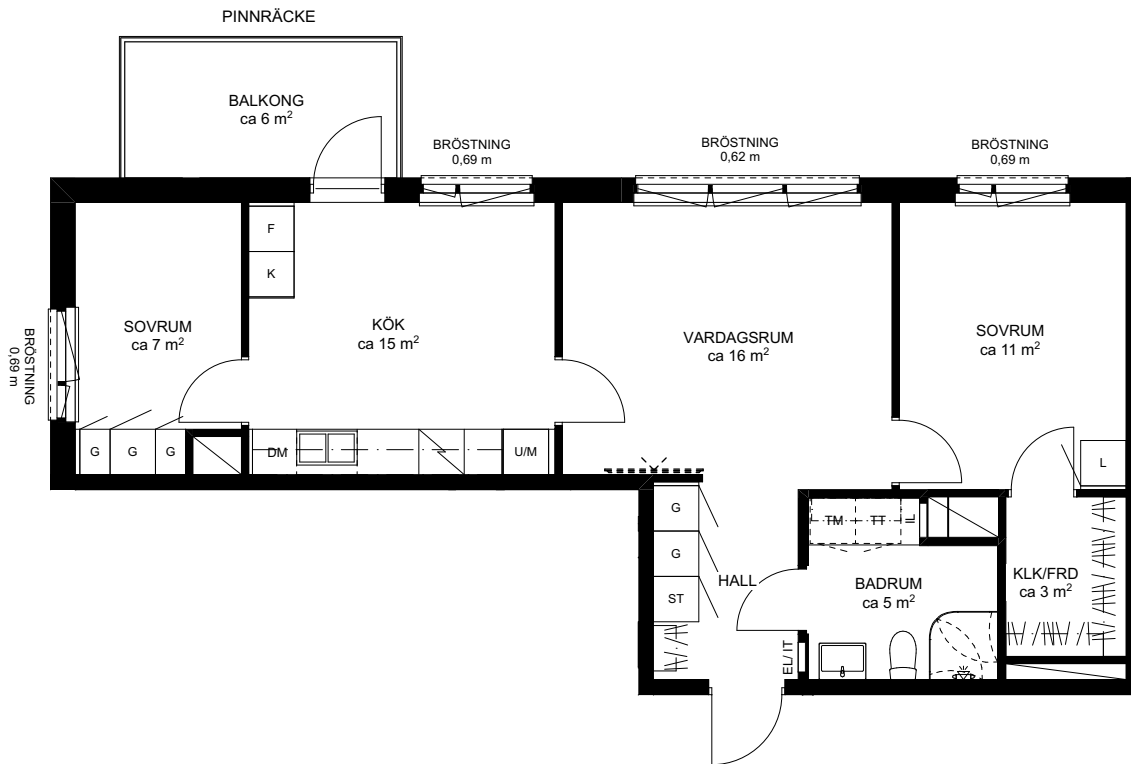 PINNRÄCKE
BALKONG
ca 6 m²
BRÖSTNING
0,69 m
BRÖSTNING
0,62 m
BRÖSTNING
0,69 m
F
K
SOVRUM
ca 7 m²
KÖK
ca 15 m²
VARDAGSRUM
ca 16 m²
SOVRUM
ca 11 m²
BRÖSTNING
0,69 m
G
G
G
DM
U/M
L
G
G
ST
HALL
TM
TT
IL
BADRUM
ca 5 m²
KLK/FRD
ca 3 m²
EL/IT